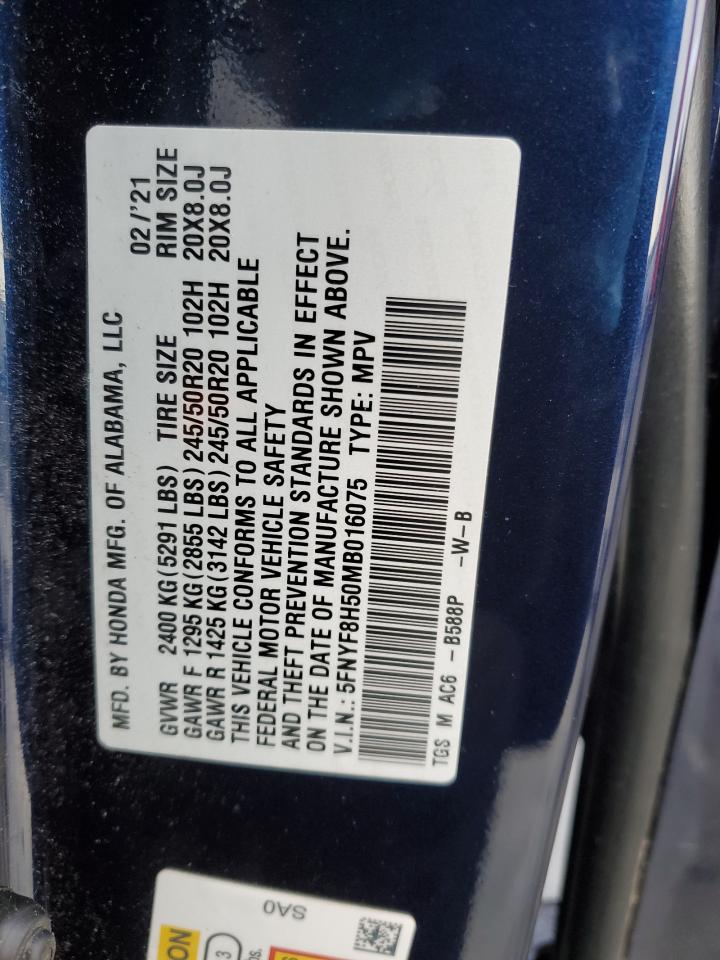 MFD. BY HONDA MFG. OF ALABAMA, LLC 02/'21
GVWR 2400 KG (5291 LBS) TIRE SIZE RIM SIZE
GAWR F 1295 KG (2855 LBS) 245/50R20 102H 20X8.0J
GAWR R 1425 KG (3142 LBS) 245/50R20 102H 20X8.0J
THIS VEHICLE CONFORMS TO ALL APPLICABLE
FEDERAL MOTOR VEHICLE SAFETY
AND THEFT PREVENTION STANDARDS IN EFFECT
ON THE DATE OF MANUFACTURE SHOWN ABOVE.
V.I.N.: 5FNYF8H50MB016075 TYPE: MPV
TGS M AC6 -B588P -W-B
SA0
3